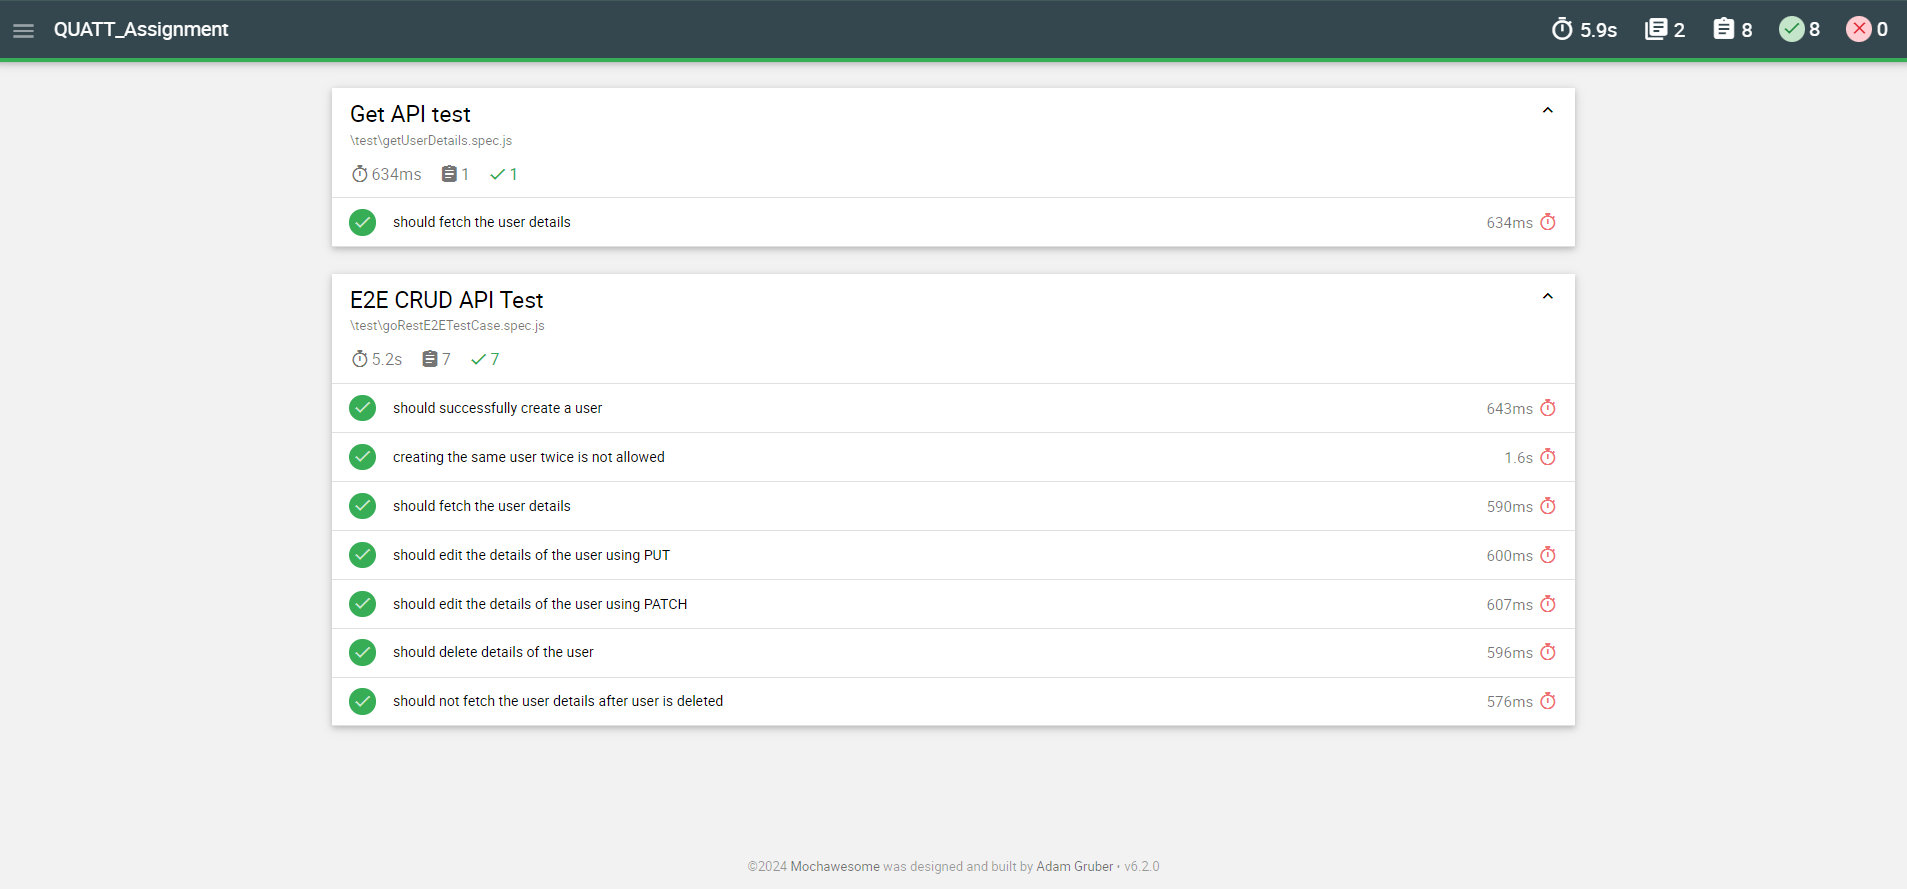 QUATT_Assignment 5.9s 2 8 8 0
Get API test
\test\getUserDetails.spec.js
634ms 1 1
should fetch the user details 634ms
E2E CRUD API Test
\test\goRestE2ETestCase.spec.js
5.2s 7 7
should successfully create a user 643ms
creating the same user twice is not allowed 1.6s
should fetch the user details 590ms
should edit the details of the user using PUT 600ms
should edit the details of the user using PATCH 607ms
should delete details of the user 596ms
should not fetch the user details after user is deleted 576ms
©2024 Mochawesome was designed and built by Adam Gruber • v6.2.0